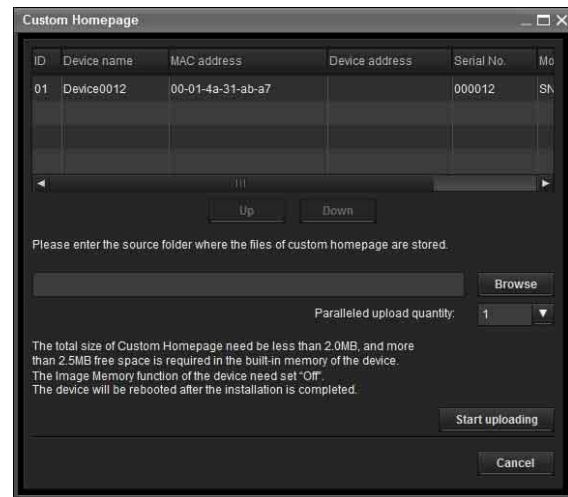 Custom Homepage
ID Device name MAC address Device address Serial No. Mo
01 Device0012 00-01-4a-31-ab-a7 000012 SN
Up Down
Please enter the source folder where the files of custom homepage are stored.
Browse
Paralleled upload quantity: 1
The total size of Custom Homepage need be less than 2.0MB, and more
than 2.5MB free space is required in the built-in memory of the device.
The Image Memory function of the device need set "Off".
The device will be rebooted after the installation is completed.
Start uploading
Cancel